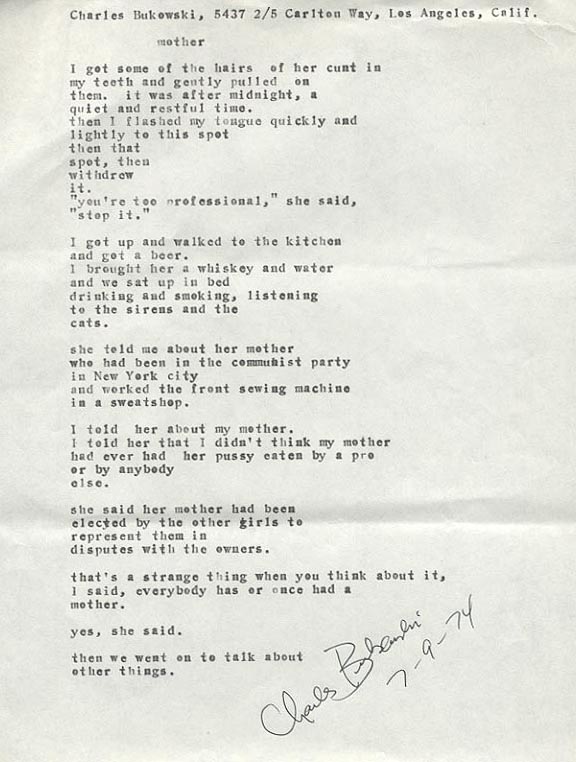 Charles Bukowski, 5437 2/5 Carlton Way, Los Angeles, Calif.
mother
I got some of the hairs of her cunt in
my teeth and gently pulled on
them. it was after midnight, a
quiet and restful time.
then I flashed my tongue quickly and
lightly to this spot
then that
spot, then
withdrew
it.
"you're too professional," she said,
"stop it."
I got up and walked to the kitchen
and got a beer.
I brought her a whiskey and water
and we sat up in bed
drinking and smoking, listening
to the sirens and the
cats.
she told me about her mother
who had been in the communist party
in New York city
and worked the front sewing machine
in a sweatshop.
I told her about my mother.
I told her that I didn't think my mother
had ever had her pussy eaten by a pro
or by anybody
else.
she said her mother had been
elected by the other girls to
represent them in
disputes with the owners.
that's a strange thing when you think about it,
I said, everybody has or once had a
mother.
yes, she said.
then we went on to talk about
other things.
Charles Bukowski
7-9-74